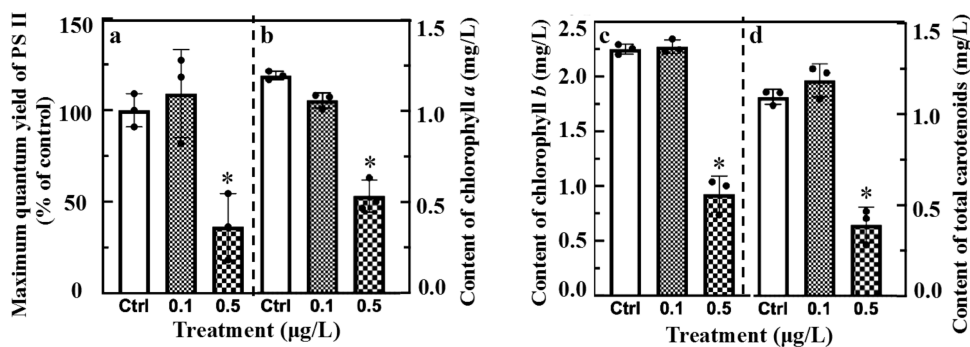 Maximum quantum yield of PS II
(% of control)
150
100
50
0
a
b
*
*
Ctrl 0.1 0.5 Ctrl 0.1 0.5
Treatment (µg/L)
1.5
1.0
0.5
0.0
Content of chlorophyll a (mg/L)
Content of chlorophyll b (mg/L)
2.5
2.25
2.0
1.5
1.0
0.75
0.5
0.0
c
d
*
*
Ctrl 0.1 0.5 Ctrl 0.1 0.5
Treatment (µg/L)
1.5
1.0
0.5
0.0
Content of total carotenoids (mg/L)